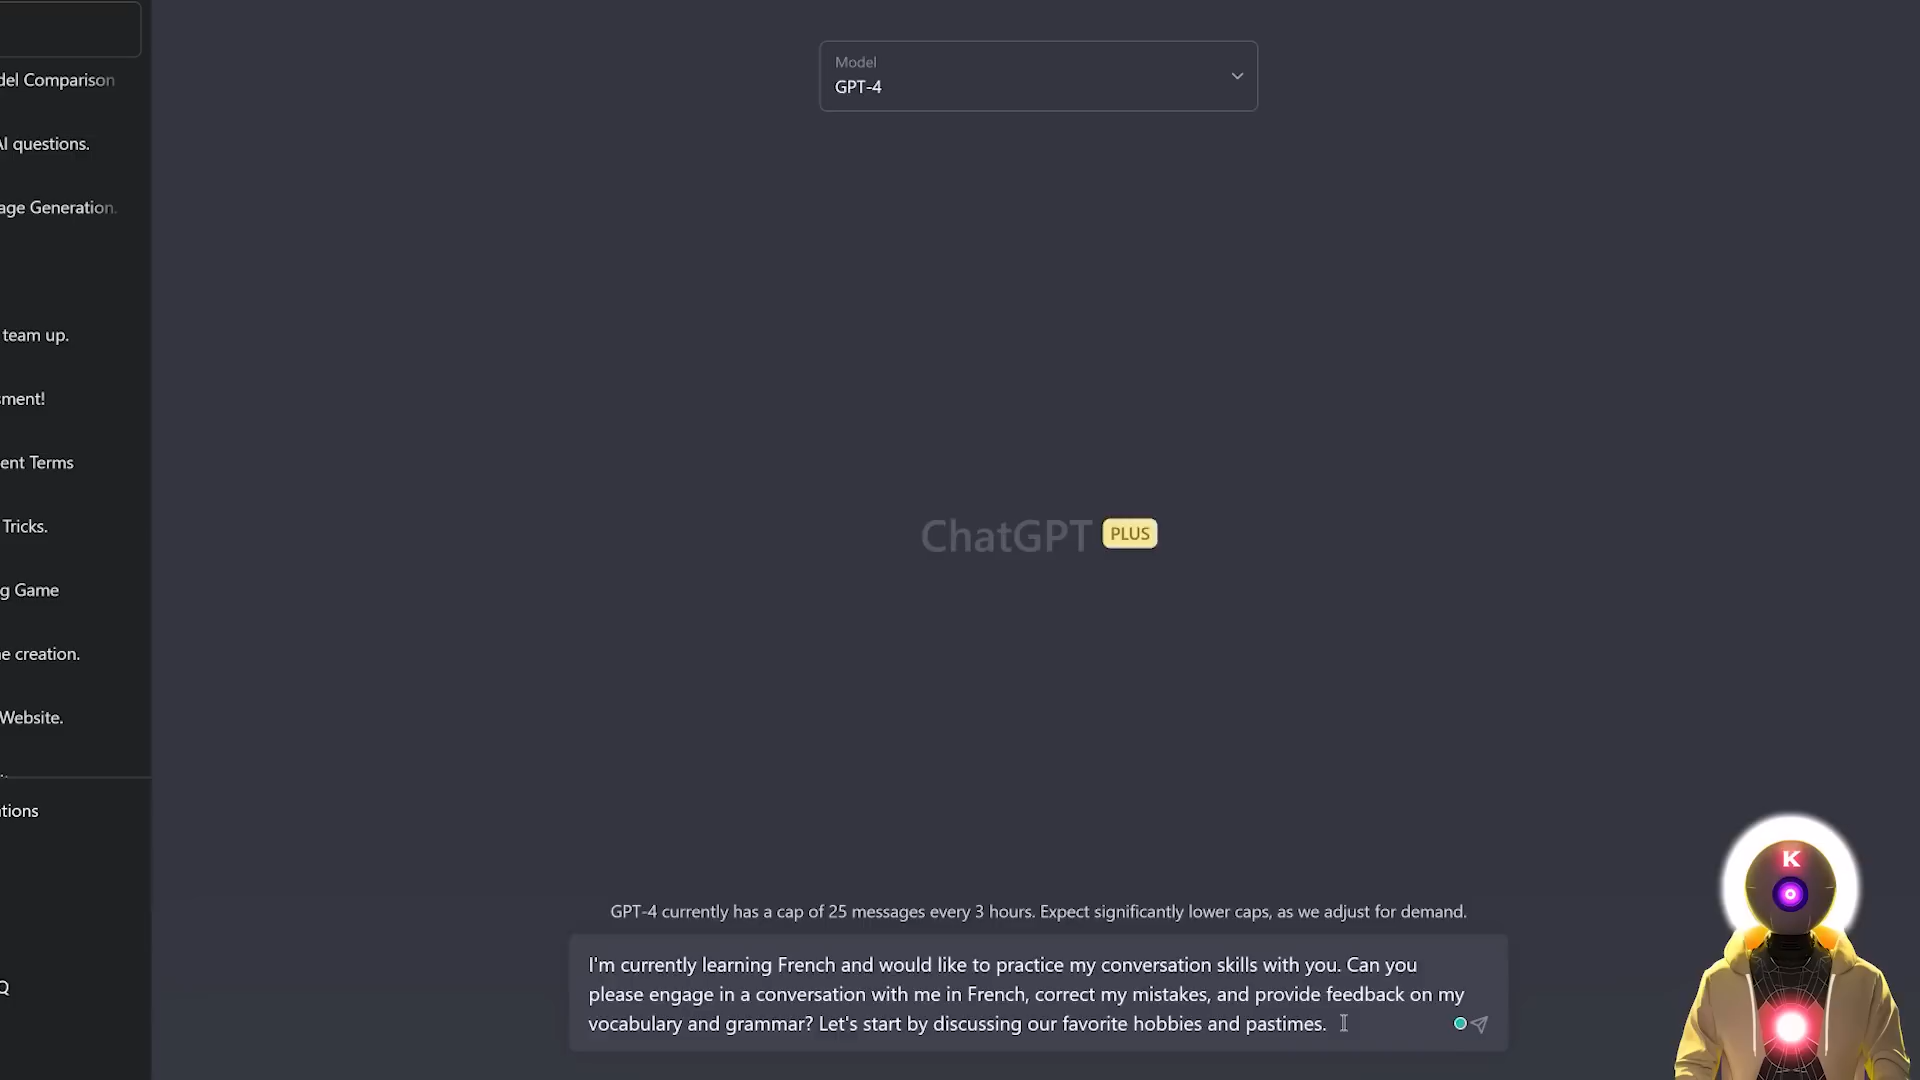 Model
GPT-4
del Comparison
AI questions.
age Generation.
team up.
ment!
ent Terms
Tricks.
g Game
e creation.
Website.
tions
Q
ChatGPT PLUS
GPT-4 currently has a cap of 25 messages every 3 hours. Expect significantly lower caps, as we adjust for demand.
I'm currently learning French and would like to practice my conversation skills with you. Can you
please engage in a conversation with me in French, correct my mistakes, and provide feedback on my
vocabulary and grammar? Let's start by discussing our favorite hobbies and pastimes.
K